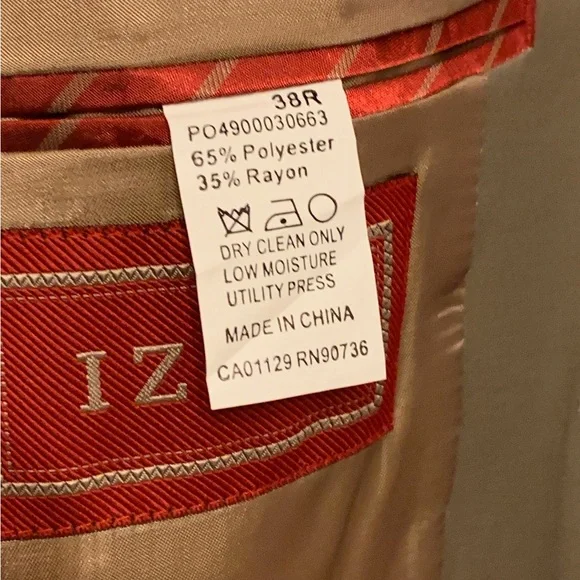 38R
PO4900030663
65% Polyester
35% Rayon
DRY CLEAN ONLY
LOW MOISTURE
UTILITY PRESS
MADE IN CHINA
CA01129 RN90736
IZ